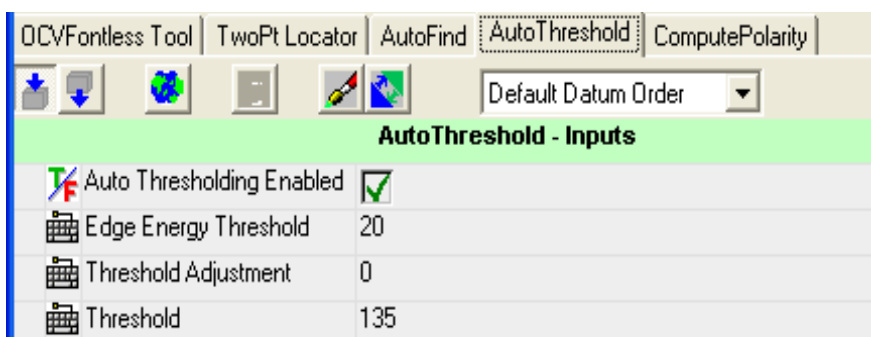 OCVFontless Tool TwoPt Locator AutoFind AutoThreshold ComputePolarity
Default Datum Order
AutoThreshold - Inputs
T/F Auto Thresholding Enabled
Edge Energy Threshold 20
Threshold Adjustment 0
Threshold 135